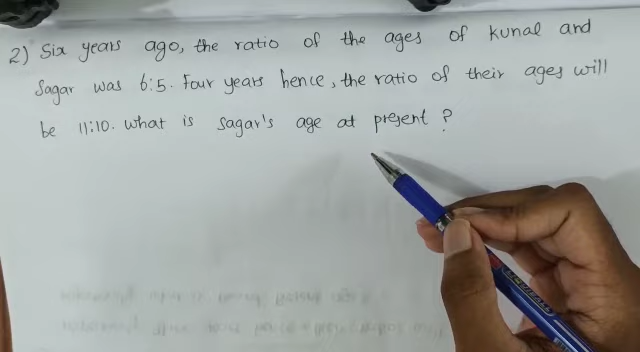 2) Six years ago, the ratio of the ages of kunal and
Sagar was 6:5. Four years hence, the ratio of their ages will
be 11:10. what is sagar's age at present ?